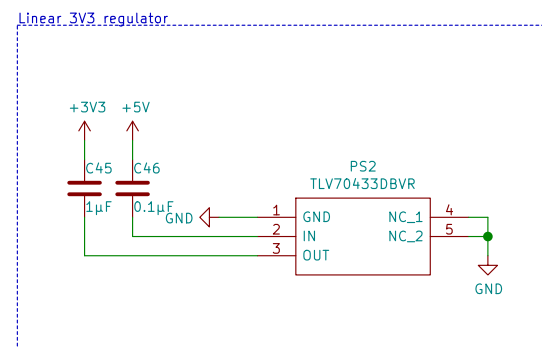 Linear 3V3 regulator
+3V3 +5V
C45 C46
PS2
TLV70433DBVR
1µF 0.1µF GND
1 GND NC_1 4
2 IN NC_2 5
3 OUT
GND